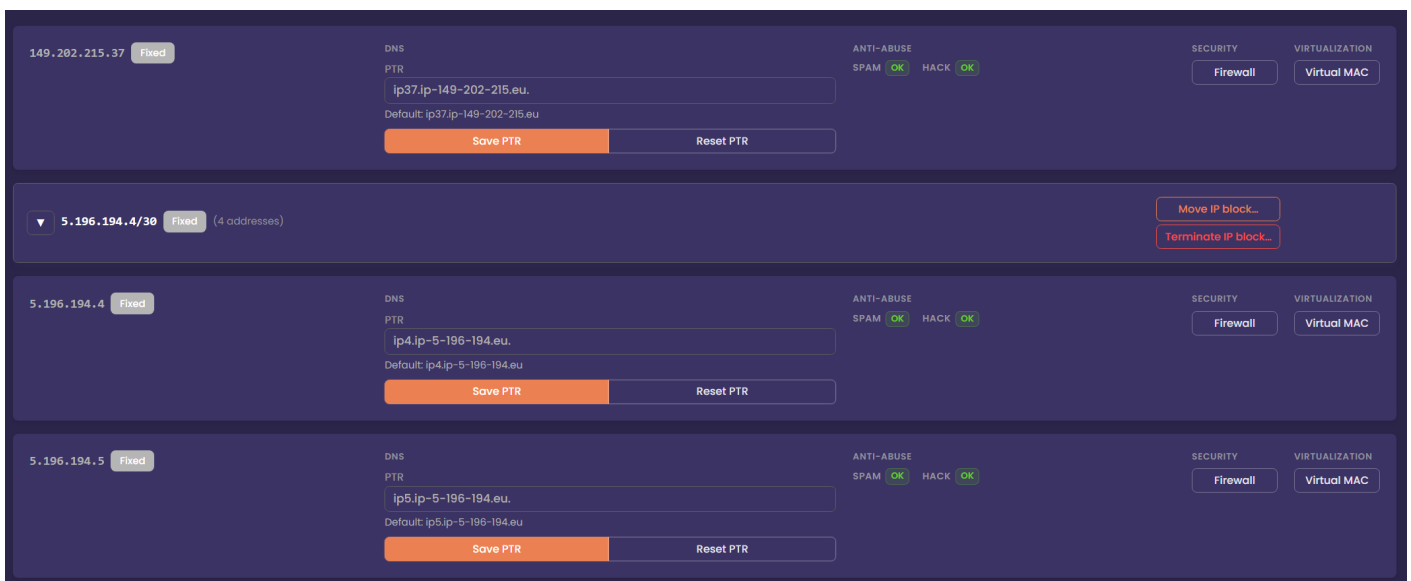 149.202.215.37 Fixed
DNS
PTR
ip37.ip-149-202-215.eu.
Default: ip37.ip-149-202-215.eu
Save PTR Reset PTR
ANTI-ABUSE
SPAM OK HACK OK
SECURITY
Firewall
VIRTUALIZATION
Virtual MAC
▼ 5.196.194.4/30 Fixed (4 addresses)
Move IP block...
Terminate IP block...
5.196.194.4 Fixed
DNS
PTR
ip4.ip-5-196-194.eu.
Default: ip4.ip-5-196-194.eu
Save PTR Reset PTR
ANTI-ABUSE
SPAM OK HACK OK
SECURITY
Firewall
VIRTUALIZATION
Virtual MAC
5.196.194.5 Fixed
DNS
PTR
ip5.ip-5-196-194.eu.
Default: ip5.ip-5-196-194.eu
Save PTR Reset PTR
ANTI-ABUSE
SPAM OK HACK OK
SECURITY
Firewall
VIRTUALIZATION
Virtual MAC